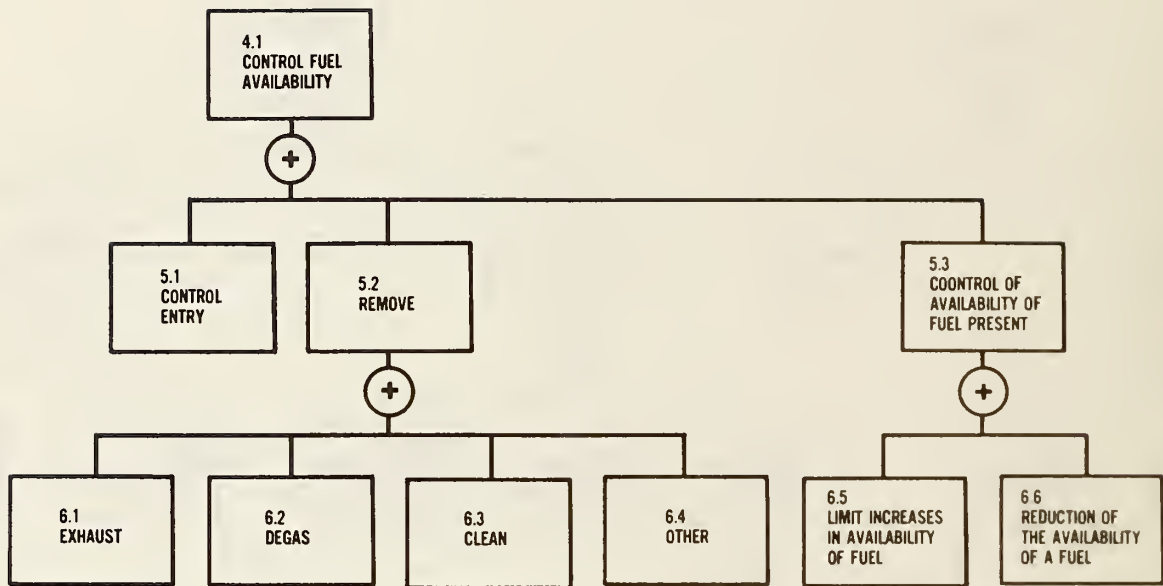 4.1
CONTROL FUEL
AVAILABILITY
+
5.1
CONTROL
ENTRY
5.2
REMOVE
5.3
COONTROL OF
AVAILABILITY OF
FUEL PRESENT
+
+
6.1
EXHAUST
6.2
DEGAS
6.3
CLEAN
6.4
OTHER
6.5
LIMIT INCREASES
IN AVAILABILITY
OF FUEL
6.6
REDUCTION OF
THE AVAILABILITY
OF A FUEL